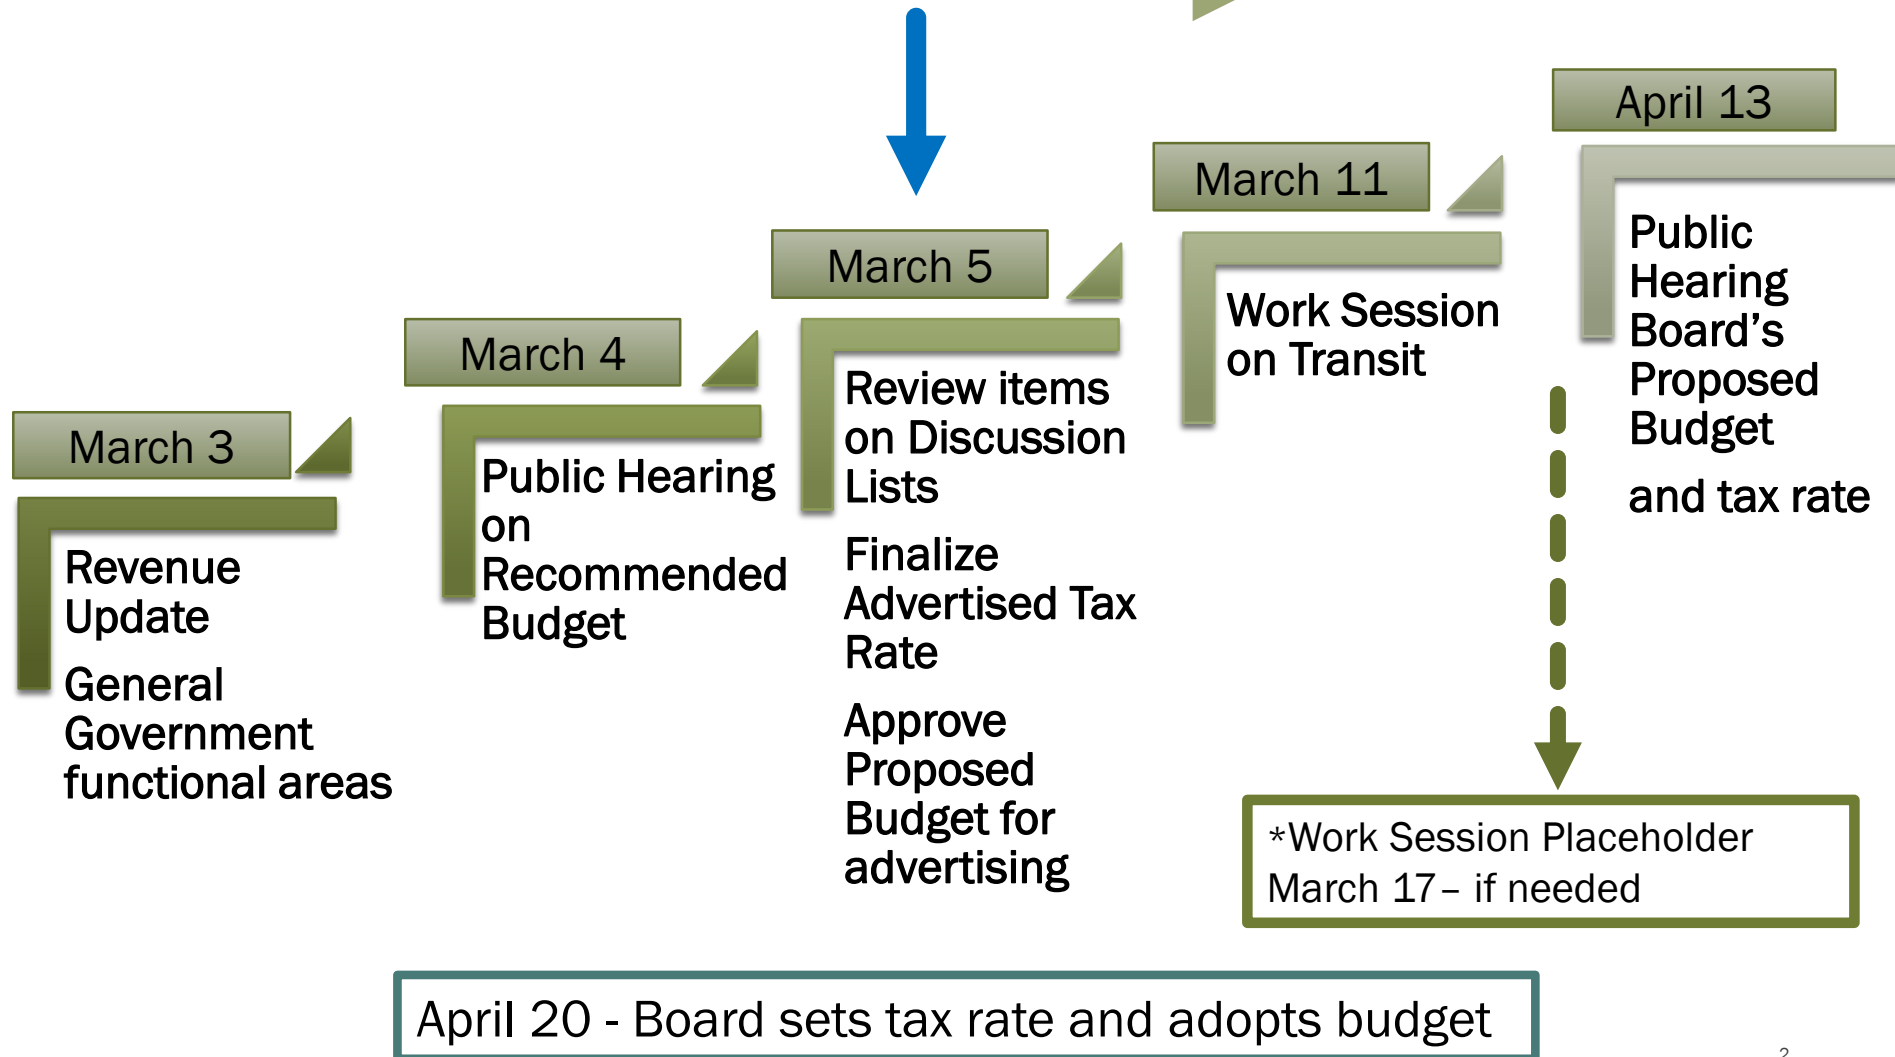 March 3
Revenue
Update
General
Government
functional areas
March 4
Public Hearing
on
Recommended
Budget
March 5
Review items
on Discussion
Lists
Finalize
Advertised Tax
Rate
Approve
Proposed
Budget for
advertising
March 11
Work Session
on Transit
April 13
Public
Hearing
Board’s
Proposed
Budget
and tax rate
*Work Session Placeholder
March 17– if needed
April 20 - Board sets tax rate and adopts budget
2